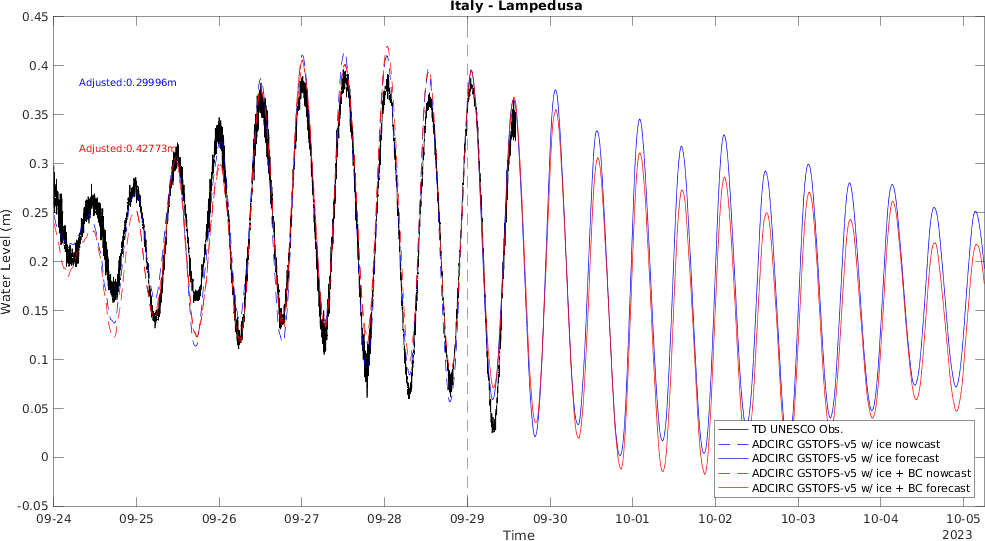 Italy - Lampedusa
Water Level (m)
0.45
0.4
0.35
0.3
0.25
0.2
0.15
0.1
0.05
0
-0.05
Adjusted:0.29996m
Adjusted:0.42773m
TD UNESCO Obs.
ADCIRC GSTOFS-v5 w/ ice nowcast
ADCIRC GSTOFS-v5 w/ ice forecast
ADCIRC GSTOFS-v5 w/ ice + BC nowcast
ADCIRC GSTOFS-v5 w/ ice + BC forecast
09-24 09-25 09-26 09-27 09-28 09-29 09-30 10-01 10-02 10-03 10-04 10-05
Time
2023